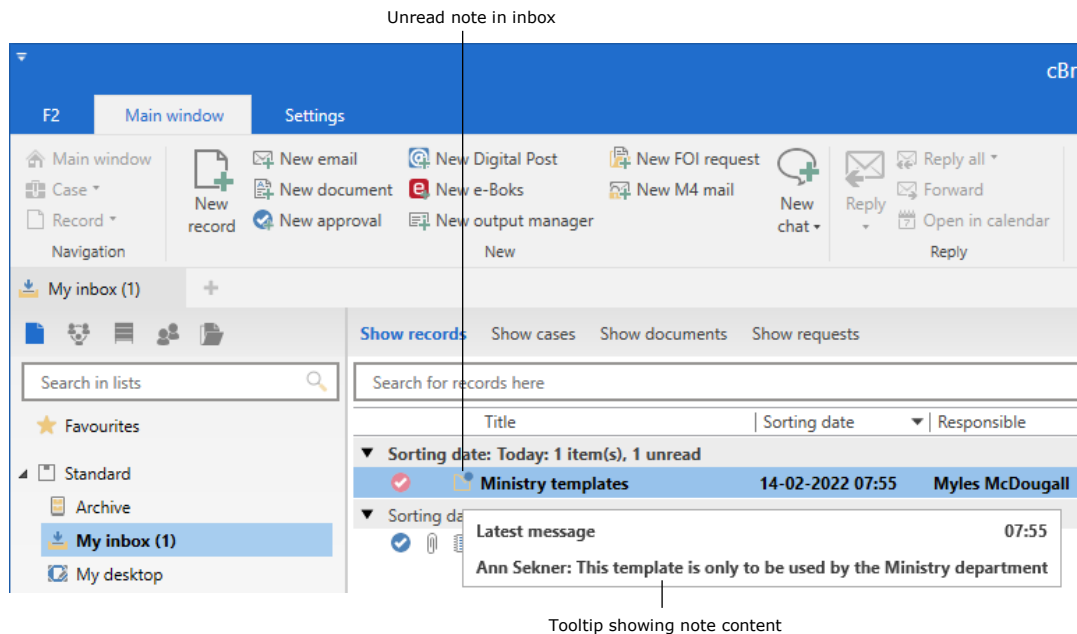 Unread note in inbox
cBr
F2 Main window Settings
Main window New email New Digital Post New FOI request Reply all
Case New document New e-Boks New M4 mail Forward
Record New record New approval New output manager New chat Reply Open in calendar
Navigation New Reply
My inbox (1) +
Show records Show cases Show documents Show requests
Search in lists Search for records here
Favourites Title Sorting date Responsible
Sorting date: Today: 1 item(s), 1 unread
Standard Ministry templates 14-02-2022 07:55 Myles McDougall
Archive Sorting da
Latest message 07:55
My inbox (1)
Ann Sekner: This template is only to be used by the Ministry department
My desktop
Tooltip showing note content